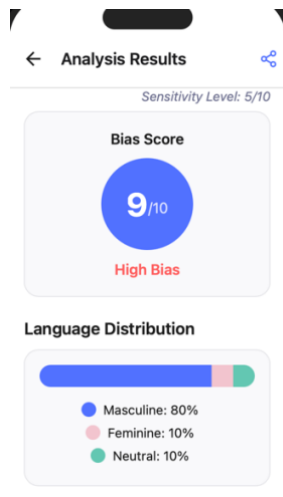 Analysis Results
Sensitivity Level: 5/10
Bias Score
9/10
High Bias
Language Distribution
Masculine: 80%
Feminine: 10%
Neutral: 10%